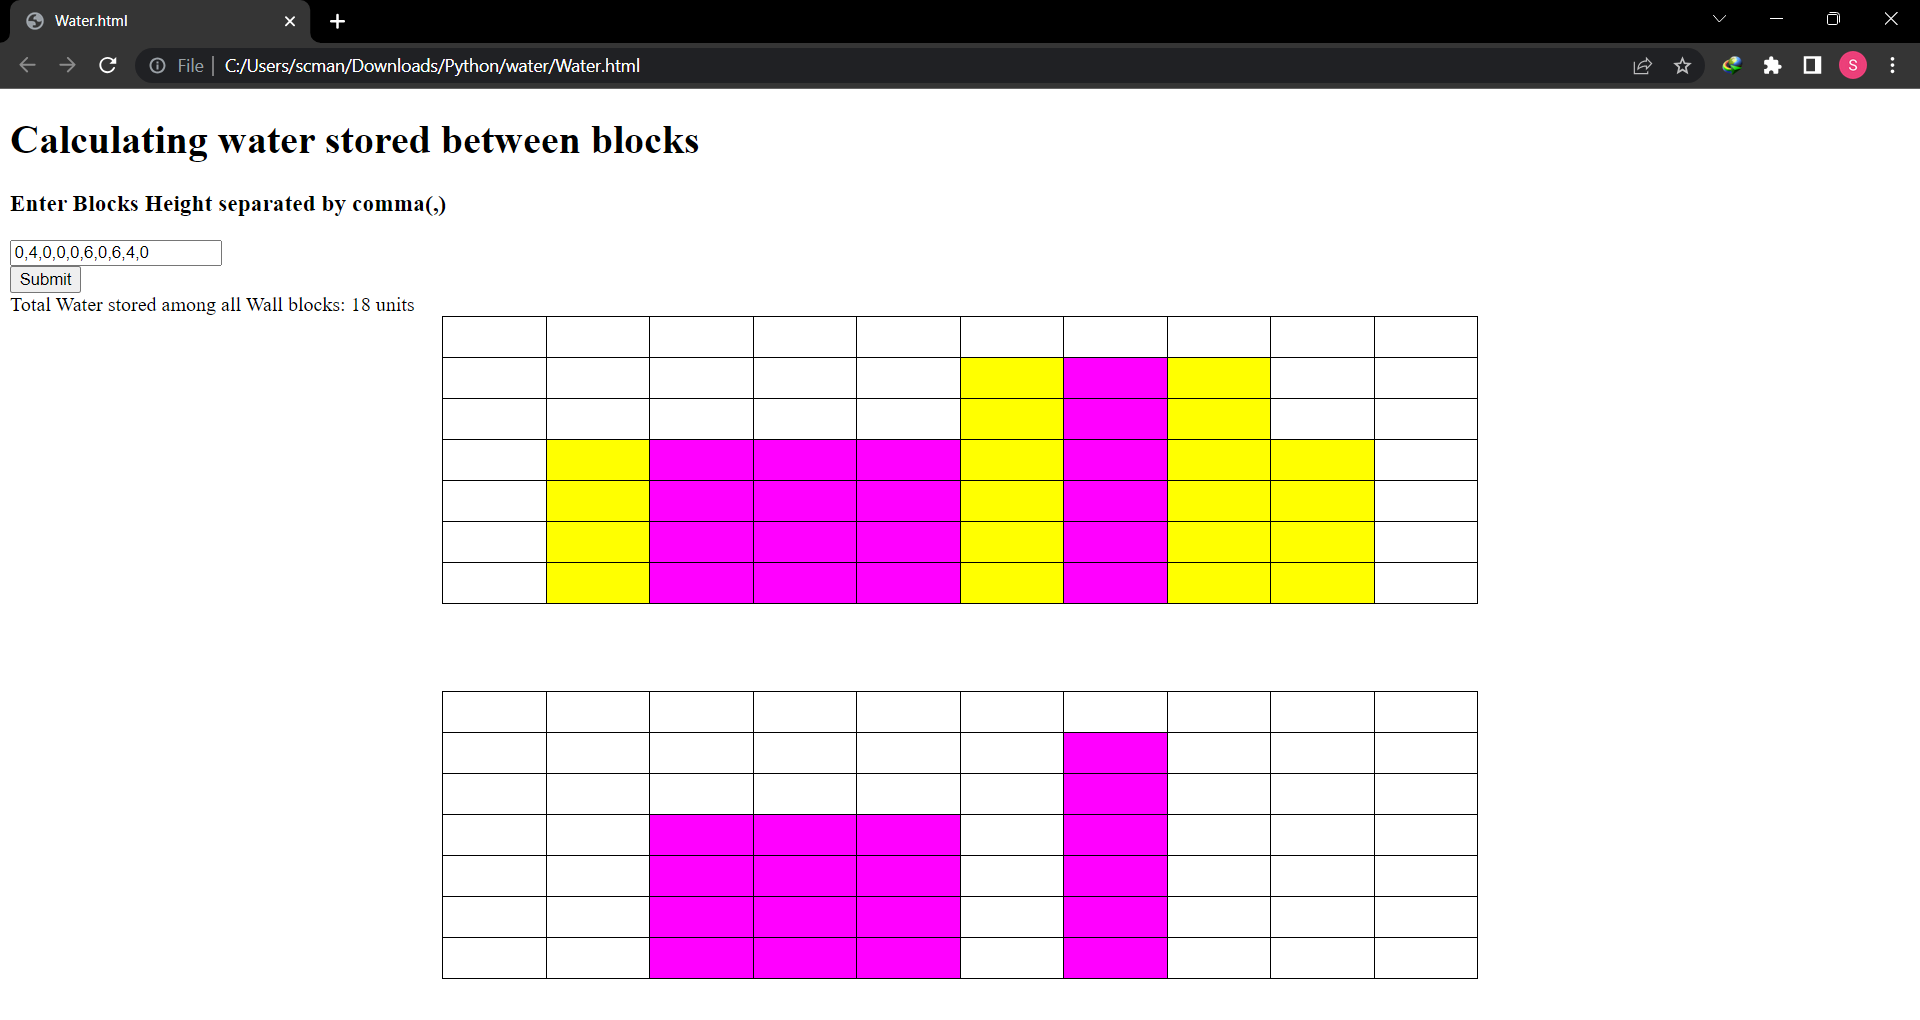 Water.html
File | C:/Users/scman/Downloads/Python/water/Water.html
S
Calculating water stored between blocks
Enter Blocks Height separated by comma(,)
0,4,0,0,0,6,0,6,4,0
Submit
Total Water stored among all Wall blocks: 18 units